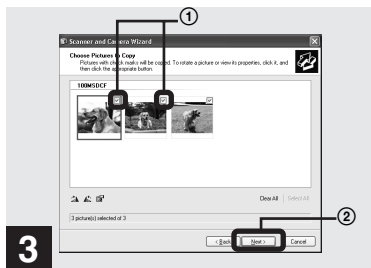 ①
Scanner and Camera Wizard
Choose Pictures to Copy
Pictures with check marks will be copied. To rotate a picture or view its properties, click it, and
then click the appropriate button.
100MSDCF
Clear All Select All
3 picture(s) selected of 3
②
< Back Next > Cancel
3